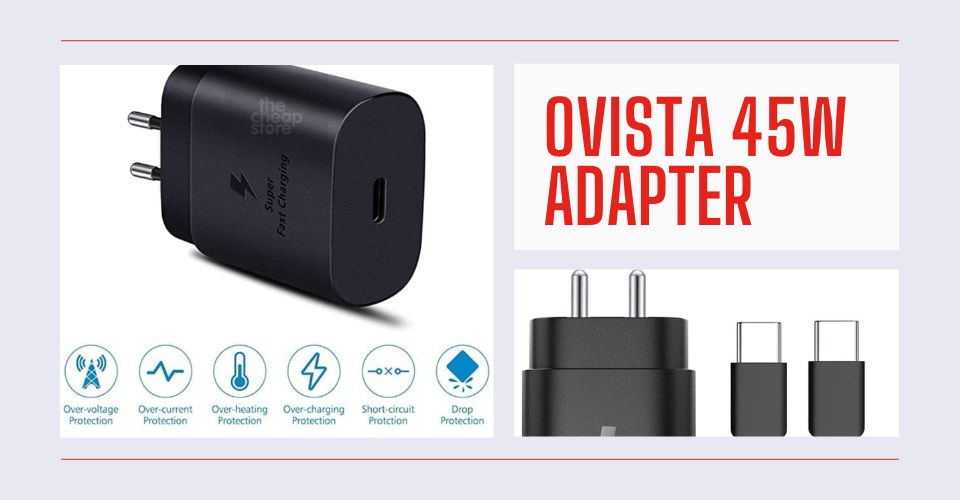 the
cheap
store
Super
Fast Charging
Over-voltage
Protection
Over-current
Protection
Over-heating
Protection
Over-charging
Protection
Short-circuit
Protction
Drop
Protection
OVISTA 45W
ADAPTER